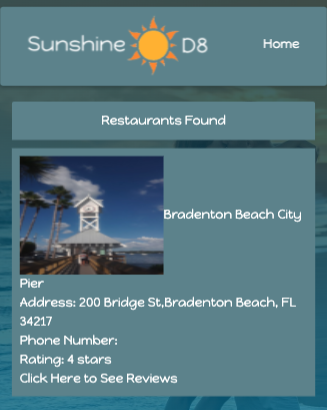 Sunshine D8
Home
Restaurants Found
Bradenton Beach City
Pier
Address: 200 Bridge St,Bradenton Beach, FL
34217
Phone Number:
Rating: 4 stars
Click Here to See Reviews